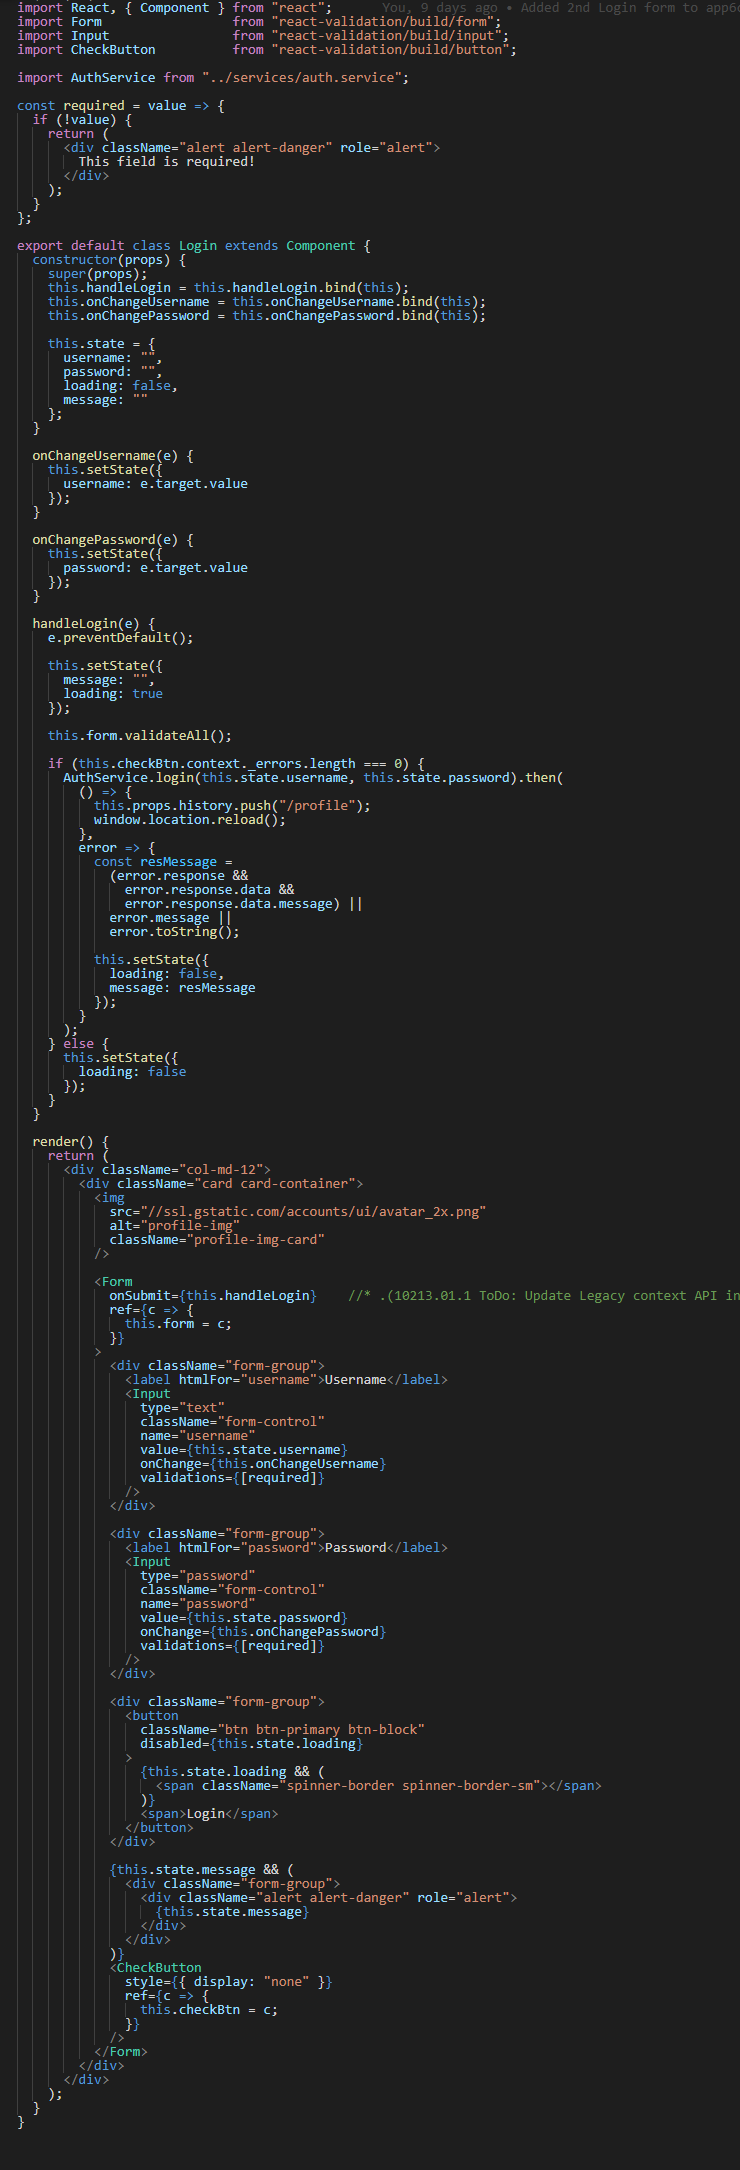 import React, { Component } from "react";      You, 9 days ago • Added 2nd Login form to app6
import Form                 from "react-validation/build/form";
import Input                from "react-validation/build/input";
import CheckButton          from "react-validation/build/button";

import AuthService from "../services/auth.service";

const required = value => {
  if (!value) {
    return (
      <div className="alert alert-danger" role="alert">
        This field is required!
      </div>
    );
  }
};

export default class Login extends Component {
  constructor(props) {
    super(props);
    this.handleLogin = this.handleLogin.bind(this);
    this.onChangeUsername = this.onChangeUsername.bind(this);
    this.onChangePassword = this.onChangePassword.bind(this);

    this.state = {
      username: "",
      password: "",
      loading: false,
      message: ""
    };
  }

  onChangeUsername(e) {
    this.setState({
      username: e.target.value
    });
  }

  onChangePassword(e) {
    this.setState({
      password: e.target.value
    });
  }

  handleLogin(e) {
    e.preventDefault();

    this.setState({
      message: "",
      loading: true
    });

    this.form.validateAll();

    if (this.checkBtn.context._errors.length === 0) {
      AuthService.login(this.state.username, this.state.password).then(
        () => {
          this.props.history.push("/profile");
          window.location.reload();
        },
        error => {
          const resMessage =
            (error.response &&
              error.response.data &&
              error.response.data.message) ||
            error.message ||
            error.toString();

          this.setState({
            loading: false,
            message: resMessage
          });
        }
      );
    } else {
      this.setState({
        loading: false
      });
    }
  }

  render() {
    return (
      <div className="col-md-12">
        <div className="card card-container">
          <img
            src="//ssl.gstatic.com/accounts/ui/avatar_2x.png"
            alt="profile-img"
            className="profile-img-card"
          />

          <Form
            onSubmit={this.handleLogin}    //* .(10213.01.1 ToDo: Update Legacy context API in
            ref={c => {
              this.form = c;
            }}
          >
            <div className="form-group">
              <label htmlFor="username">Username</label>
              <Input
                type="text"
                className="form-control"
                name="username"
                value={this.state.username}
                onChange={this.onChangeUsername}
                validations={[required]}
              />
            </div>

            <div className="form-group">
              <label htmlFor="password">Password</label>
              <Input
                type="password"
                className="form-control"
                name="password"
                value={this.state.password}
                onChange={this.onChangePassword}
                validations={[required]}
              />
            </div>

            <div className="form-group">
              <button
                className="btn btn-primary btn-block"
                disabled={this.state.loading}
              >
                {this.state.loading && (
                  <span className="spinner-border spinner-border-sm"></span>
                )}
                <span>Login</span>
              </button>
            </div>

            {this.state.message && (
              <div className="form-group">
                <div className="alert alert-danger" role="alert">
                  {this.state.message}
                </div>
              </div>
            )}
            <CheckButton
              style={{ display: "none" }}
              ref={c => {
                this.checkBtn = c;
              }}
            />
          </Form>
        </div>
      </div>
    );
  }
}